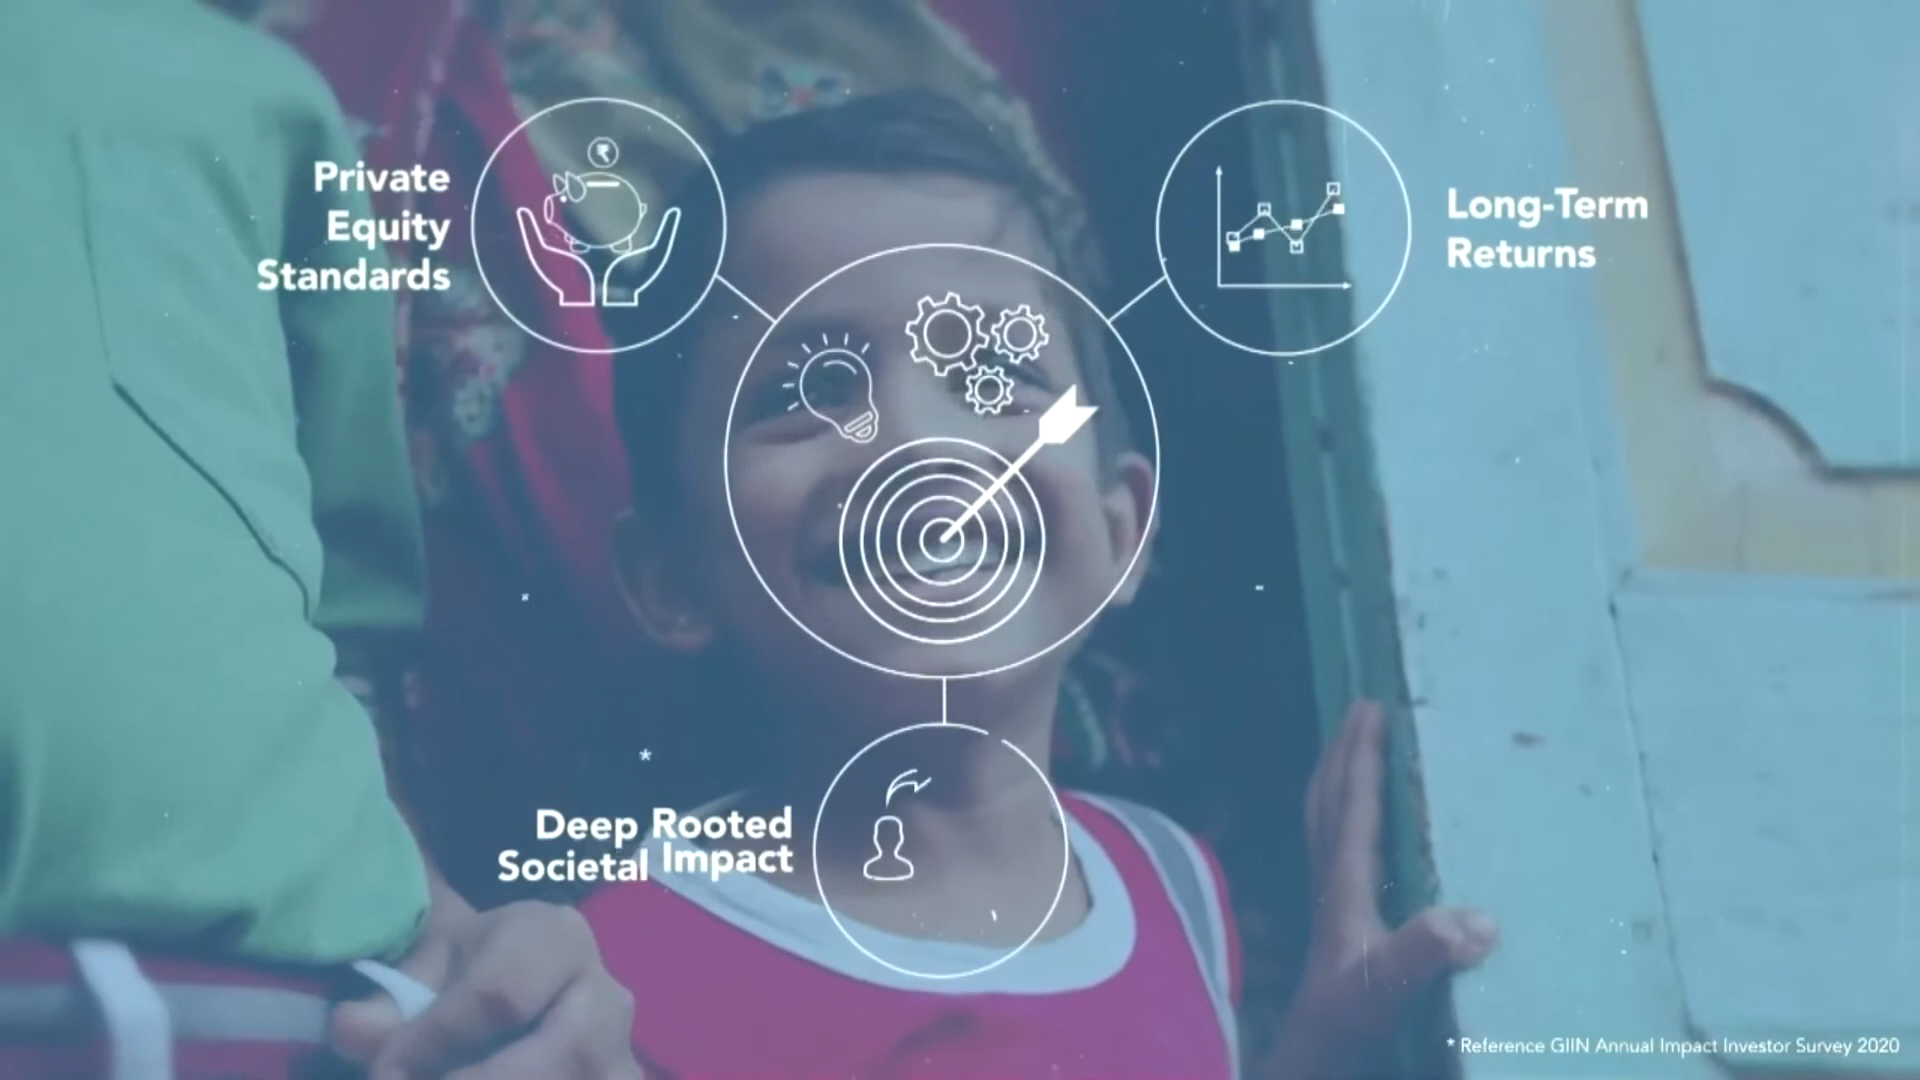 Private
Equity
Standards
₹
Long-Term
Returns
*
Deep Rooted
Societal Impact
* Reference GIIN Annual Impact Investor Survey 2020